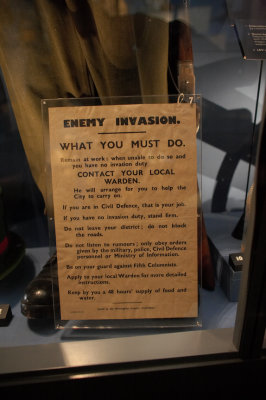 ENEMY INVASION.
WHAT YOU MUST DO.
Remain at work: when unable to do so and
you have no invasion duty
CONTACT YOUR LOCAL
WARDEN.
He will arrange for you to help the
City to carry on.
If you are in Civil Defence, that is your job.
If you have no invasion duty, stand firm.
Do not leave your district: do not block
the roads.
Do not listen to rumours; only obey orders
given by the military, police, Civil Defence
personnel or Ministry of Information.
Be on your guard against Fifth Columnists.
Apply to your local Warden for more detailed
instructions.
Keep by you a 48 hours' supply of food and
water.